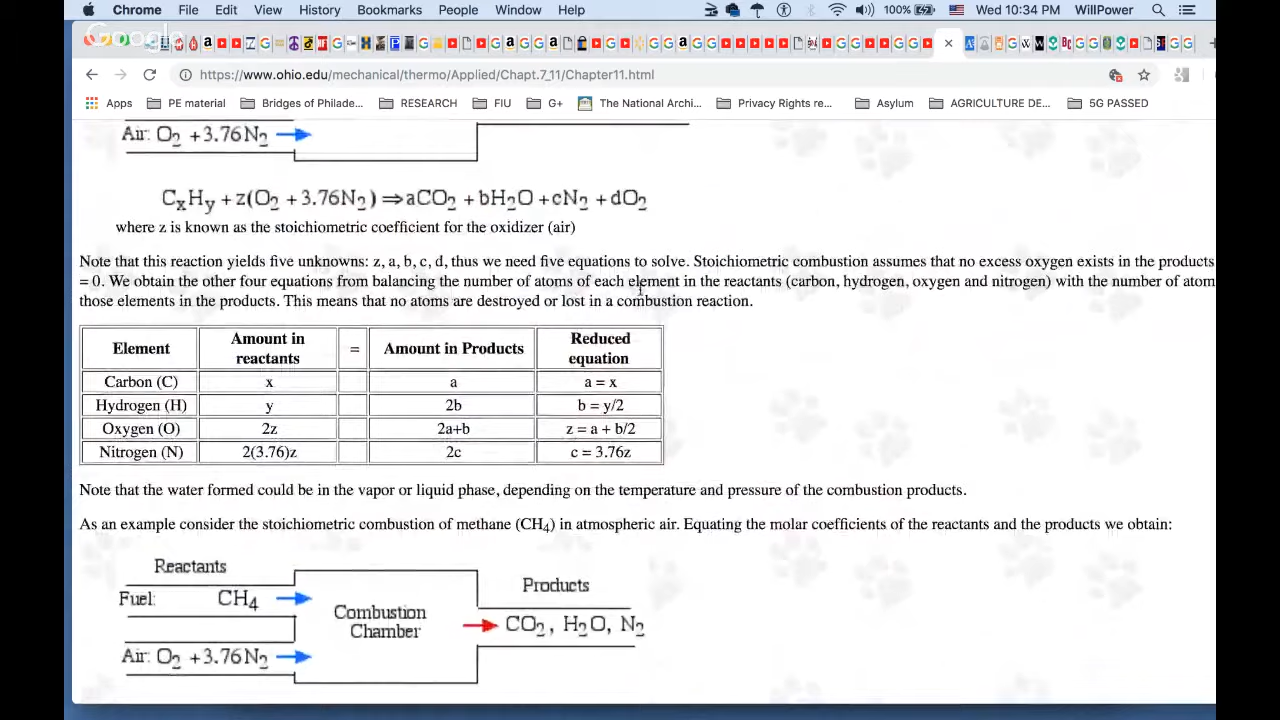 Chrome File Edit View History Bookmarks People Window Help 100% Wed 10:34 PM WillPower
Google
https://www.ohio.edu/mechanical/thermo/Applied/Chapt.7_11/Chapter11.html
Apps PE material Bridges of Philade... RESEARCH FIU G+ The National Archi... Privacy Rights re... Asylum AGRICULTURE DE... 5G PASSED
Air: O2 +3.76N2
CxHy +z(O2 +3.76N2) ⇒aCO2 +bH2O +cN2 +dO2
where z is known as the stoichiometric coefficient for the oxidizer (air)
Note that this reaction yields five unknowns: z, a, b, c, d, thus we need five equations to solve. Stoichiometric combustion assumes that no excess oxygen exists in the products
= 0. We obtain the other four equations from balancing the number of atoms of each element in the reactants (carbon, hydrogen, oxygen and nitrogen) with the number of atom
those elements in the products. This means that no atoms are destroyed or lost in a combustion reaction.
Element Amount in reactants = Amount in Products Reduced equation
Carbon (C) x a a = x
Hydrogen (H) y 2b b = y/2
Oxygen (O) 2z 2a+b z = a + b/2
Nitrogen (N) 2(3.76)z 2c c = 3.76z
Note that the water formed could be in the vapor or liquid phase, depending on the temperature and pressure of the combustion products.
As an example consider the stoichiometric combustion of methane (CH4) in atmospheric air. Equating the molar coefficients of the reactants and the products we obtain:
Reactants
Products
Fuel: CH4
Combustion
Chamber
CO2, H2O, N2
Air: O2 +3.76N2